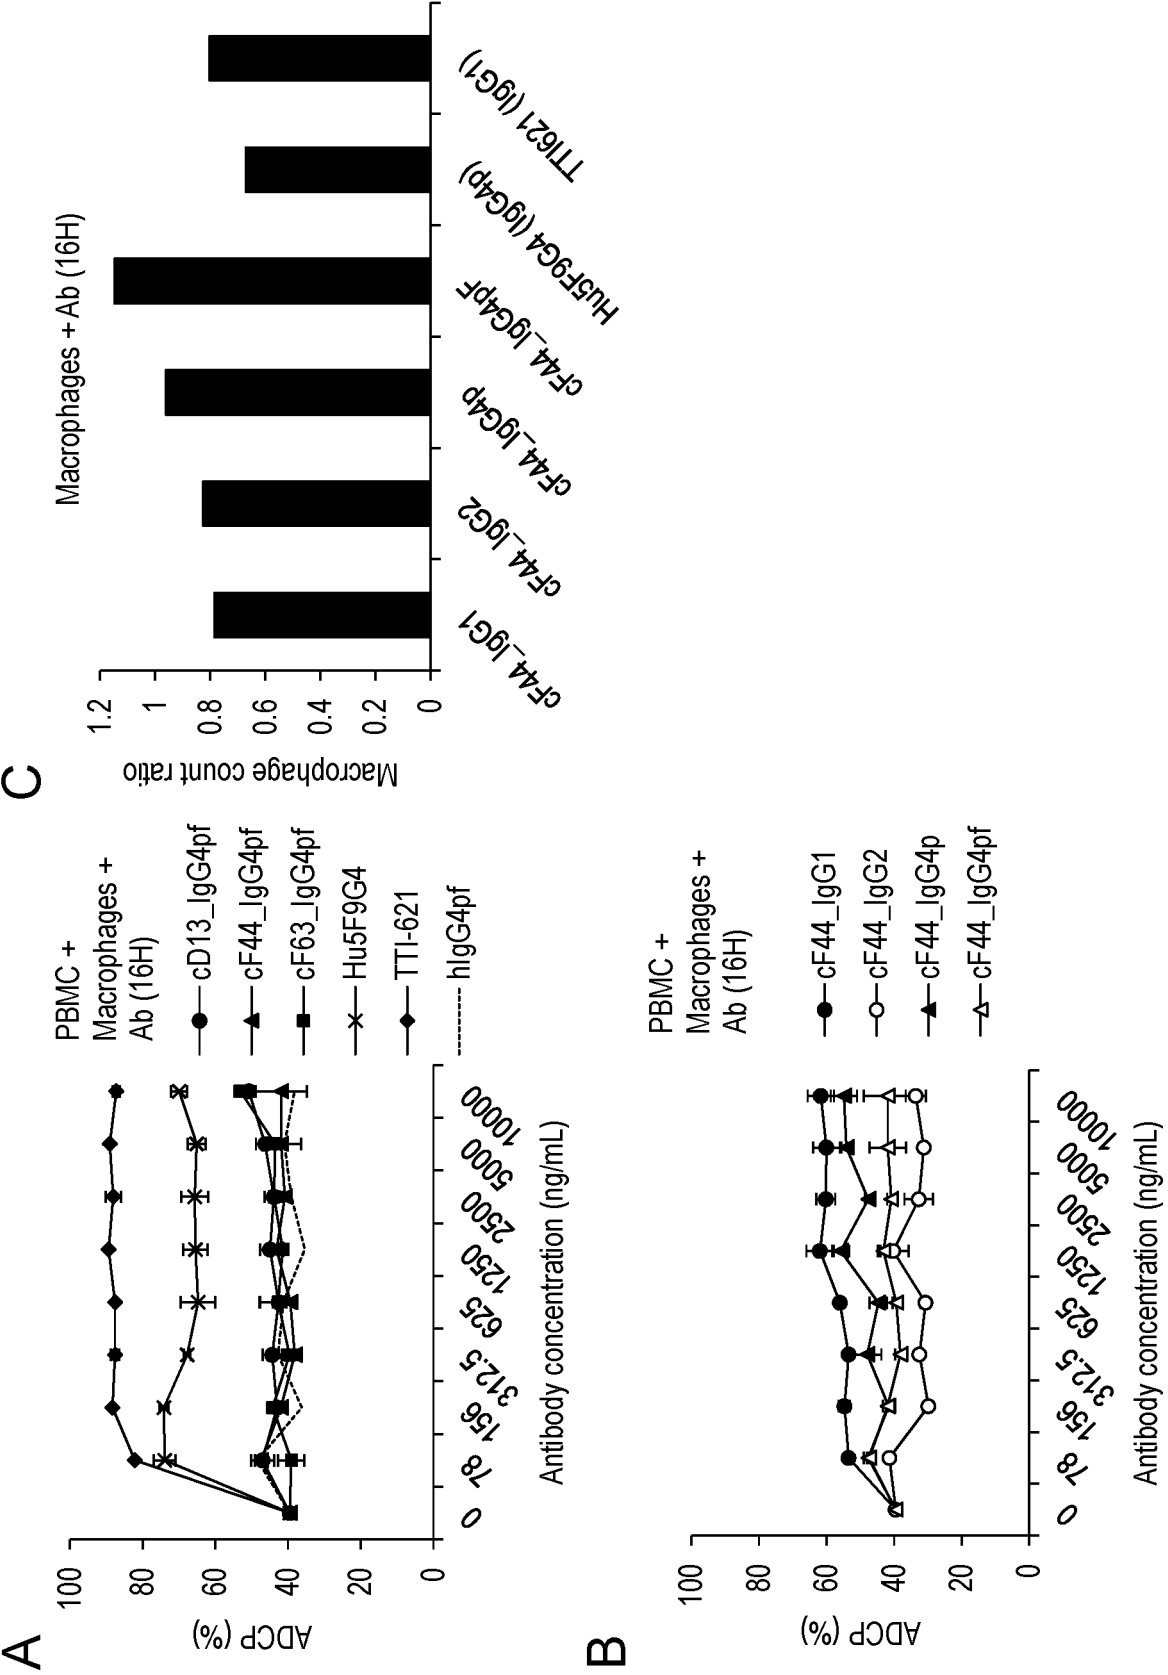 A
PBMC +
Macrophages +
Ab (16H)
100
80
60
40
20
0
ADCP (%)
0
78
156
312.5
625
1250
2500
5000
10000
Antibody concentration (ng/mL)
cD13_IgG4pf
cF44_IgG4pf
cF63_IgG4pf
Hu5F9G4
TTI-621
hIgG4pf
B
PBMC +
Macrophages +
Ab (16H)
100
80
60
40
20
0
ADCP (%)
0
78
156
312.5
625
1250
2500
5000
10000
Antibody concentration (ng/mL)
cF44_IgG1
cF44_IgG2
cF44_IgG4p
cF44_IgG4pf
C
Macrophages + Ab (16H)
1.2
1
0.8
0.6
0.4
0.2
0
Macrophage count ratio
cF44_IgG1
cF44_IgG2
cF44_IgG4p
cF44_IgG4pF
Hu5F9G4 (IgG4p)
TTI621 (IgG1)